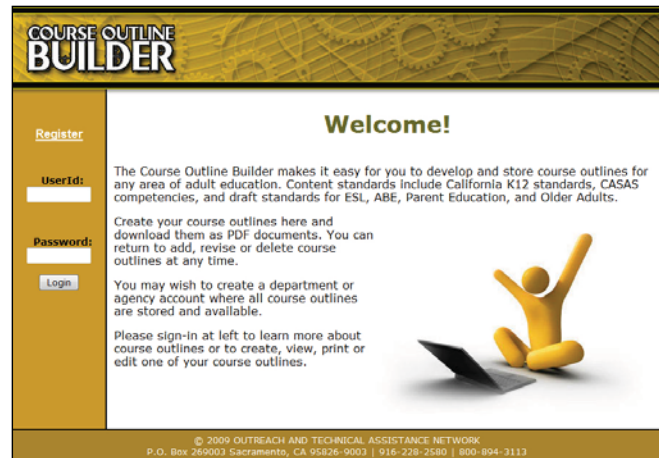 COURSE OUTLINE
BUILDER
Register
UserId:
Password:
Login
Welcome!
The Course Outline Builder makes it easy for you to develop and store course outlines for
any area of adult education. Content standards include California K12 standards, CASAS
competencies, and draft standards for ESL, ABE, Parent Education, and Older Adults.
Create your course outlines here and
download them as PDF documents. You can
return to add, revise or delete course
outlines at any time.
You may wish to create a department or
agency account where all course outlines
are stored and available.
Please sign-in at left to learn more about
course outlines or to create, view, print or
edit one of your course outlines.
© 2009 OUTREACH AND TECHNICAL ASSISTANCE NETWORK
P.O. Box 269003 Sacramento, CA 95826-9003 | 916-228-2580 | 800-894-3113